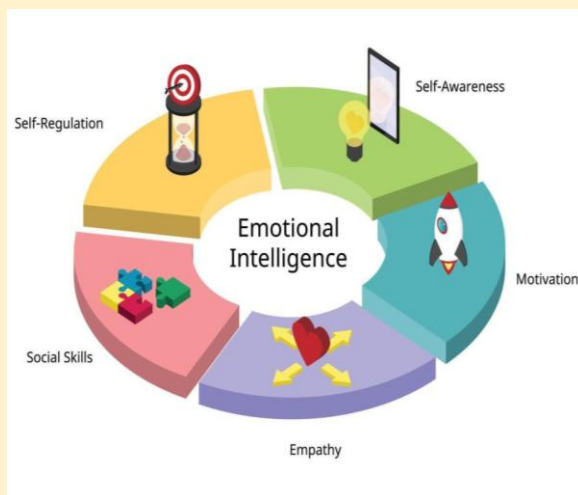 Self-Awareness
Self-Regulation
Emotional
Intelligence
Motivation
Social Skills
Empathy